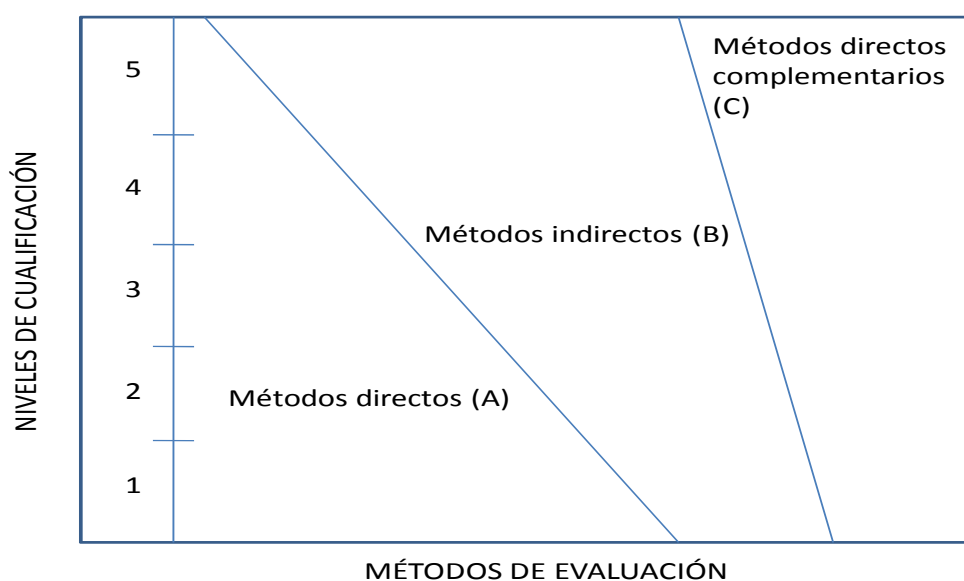 Métodos directos
complementarios
(C)
5
4
Métodos indirectos (B)
3
2
Métodos directos (A)
1
NIVELES DE CUALIFICACIÓN
MÉTODOS DE EVALUACIÓN